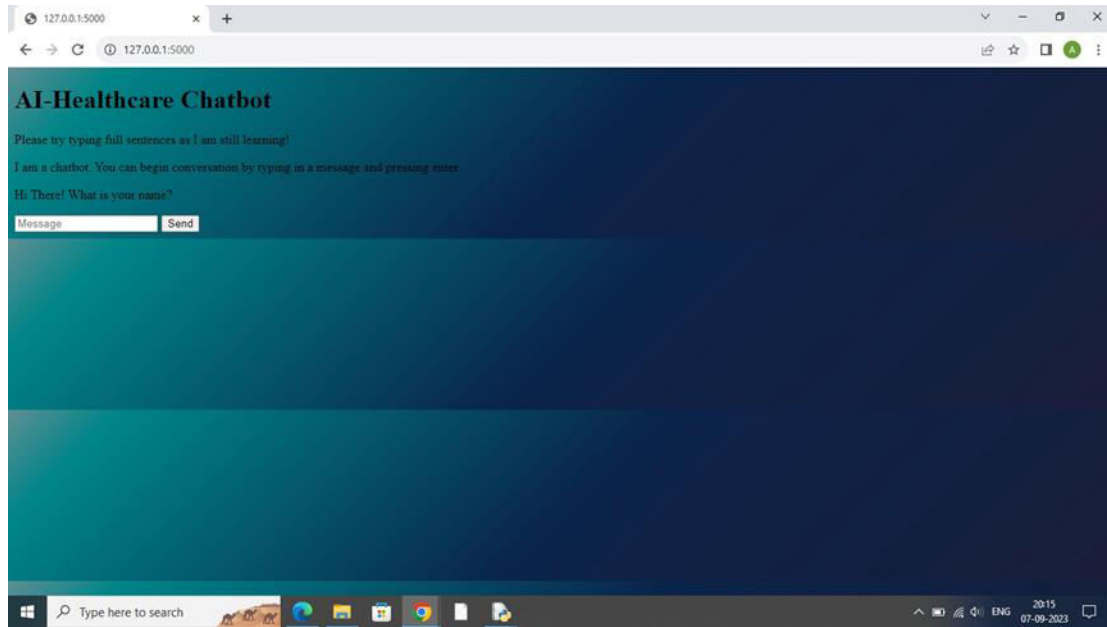 127.0.0.1:5000
127.0.0.1:5000
A
AI-Healthcare Chatbot
Please try typing full sentences as I am still learning!
I am a chatbot. You can begin conversation by typing in a message and pressing enter.
Hi There! What is your name?
Message Send
Type here to search ENG 20:15
07-09-2023